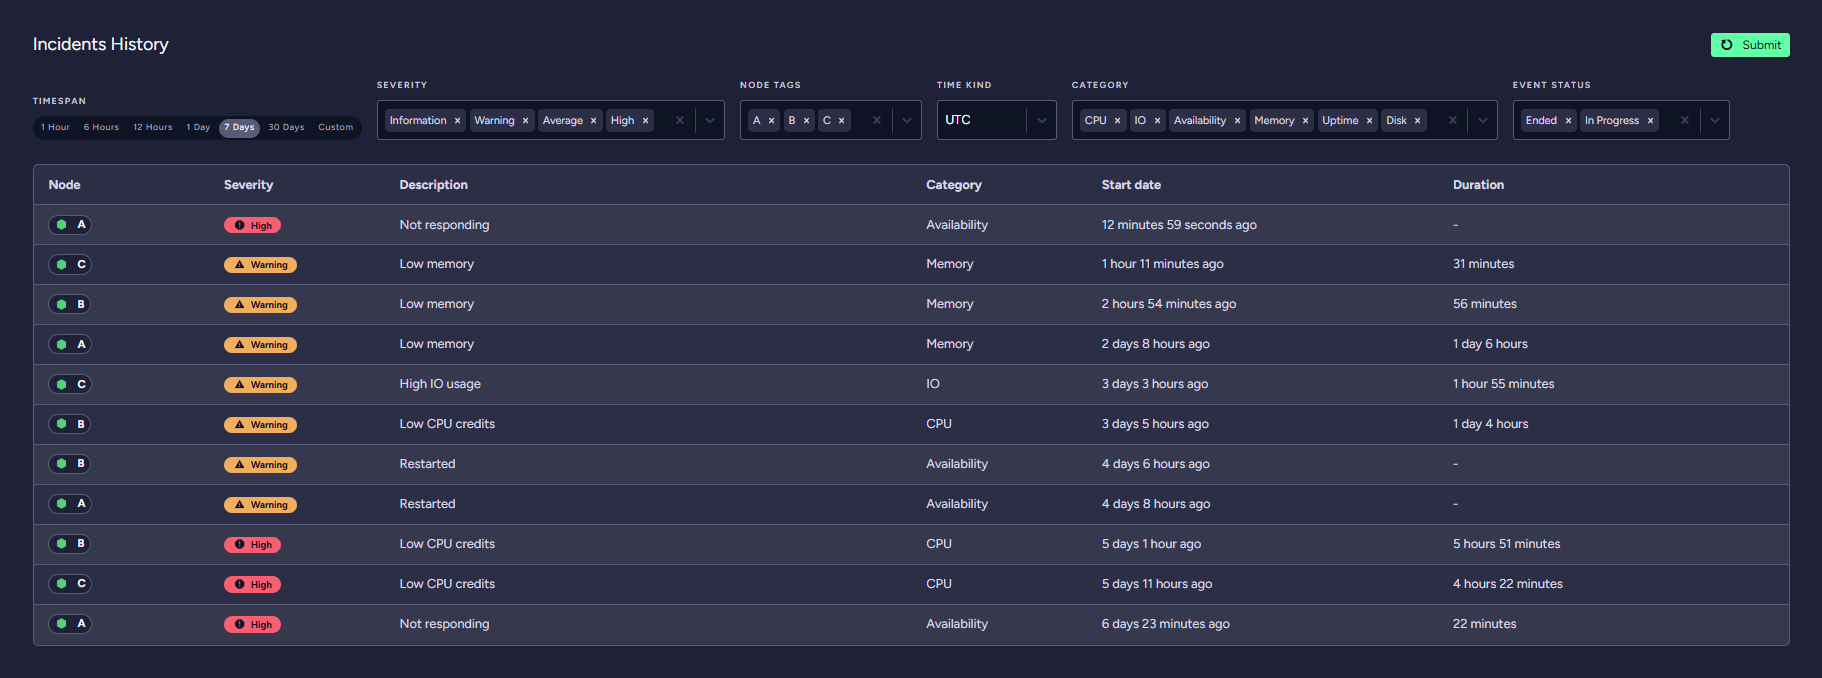 Incidents History
Submit
TIMESPAN
1 Hour 6 Hours 12 Hours 1 Day 7 Days 30 Days Custom
SEVERITY
Information × Warning × Average × High ×
NODE TAGS
A × B × C ×
TIME KIND
UTC
CATEGORY
CPU × IO × Availability × Memory × Uptime × Disk ×
EVENT STATUS
Ended × In Progress ×
Node Severity Description Category Start date Duration
A High Not responding Availability 12 minutes 59 seconds ago -
C Warning Low memory Memory 1 hour 11 minutes ago 31 minutes
B Warning Low memory Memory 2 hours 54 minutes ago 56 minutes
A Warning Low memory Memory 2 days 8 hours ago 1 day 6 hours
C Warning High IO usage IO 3 days 3 hours ago 1 hour 55 minutes
B Warning Low CPU credits CPU 3 days 5 hours ago 1 day 4 hours
B Warning Restarted Availability 4 days 6 hours ago -
A Warning Restarted Availability 4 days 8 hours ago -
B High Low CPU credits CPU 5 days 1 hour ago 5 hours 51 minutes
C High Low CPU credits CPU 5 days 11 hours ago 4 hours 22 minutes
A High Not responding Availability 6 days 23 minutes ago 22 minutes